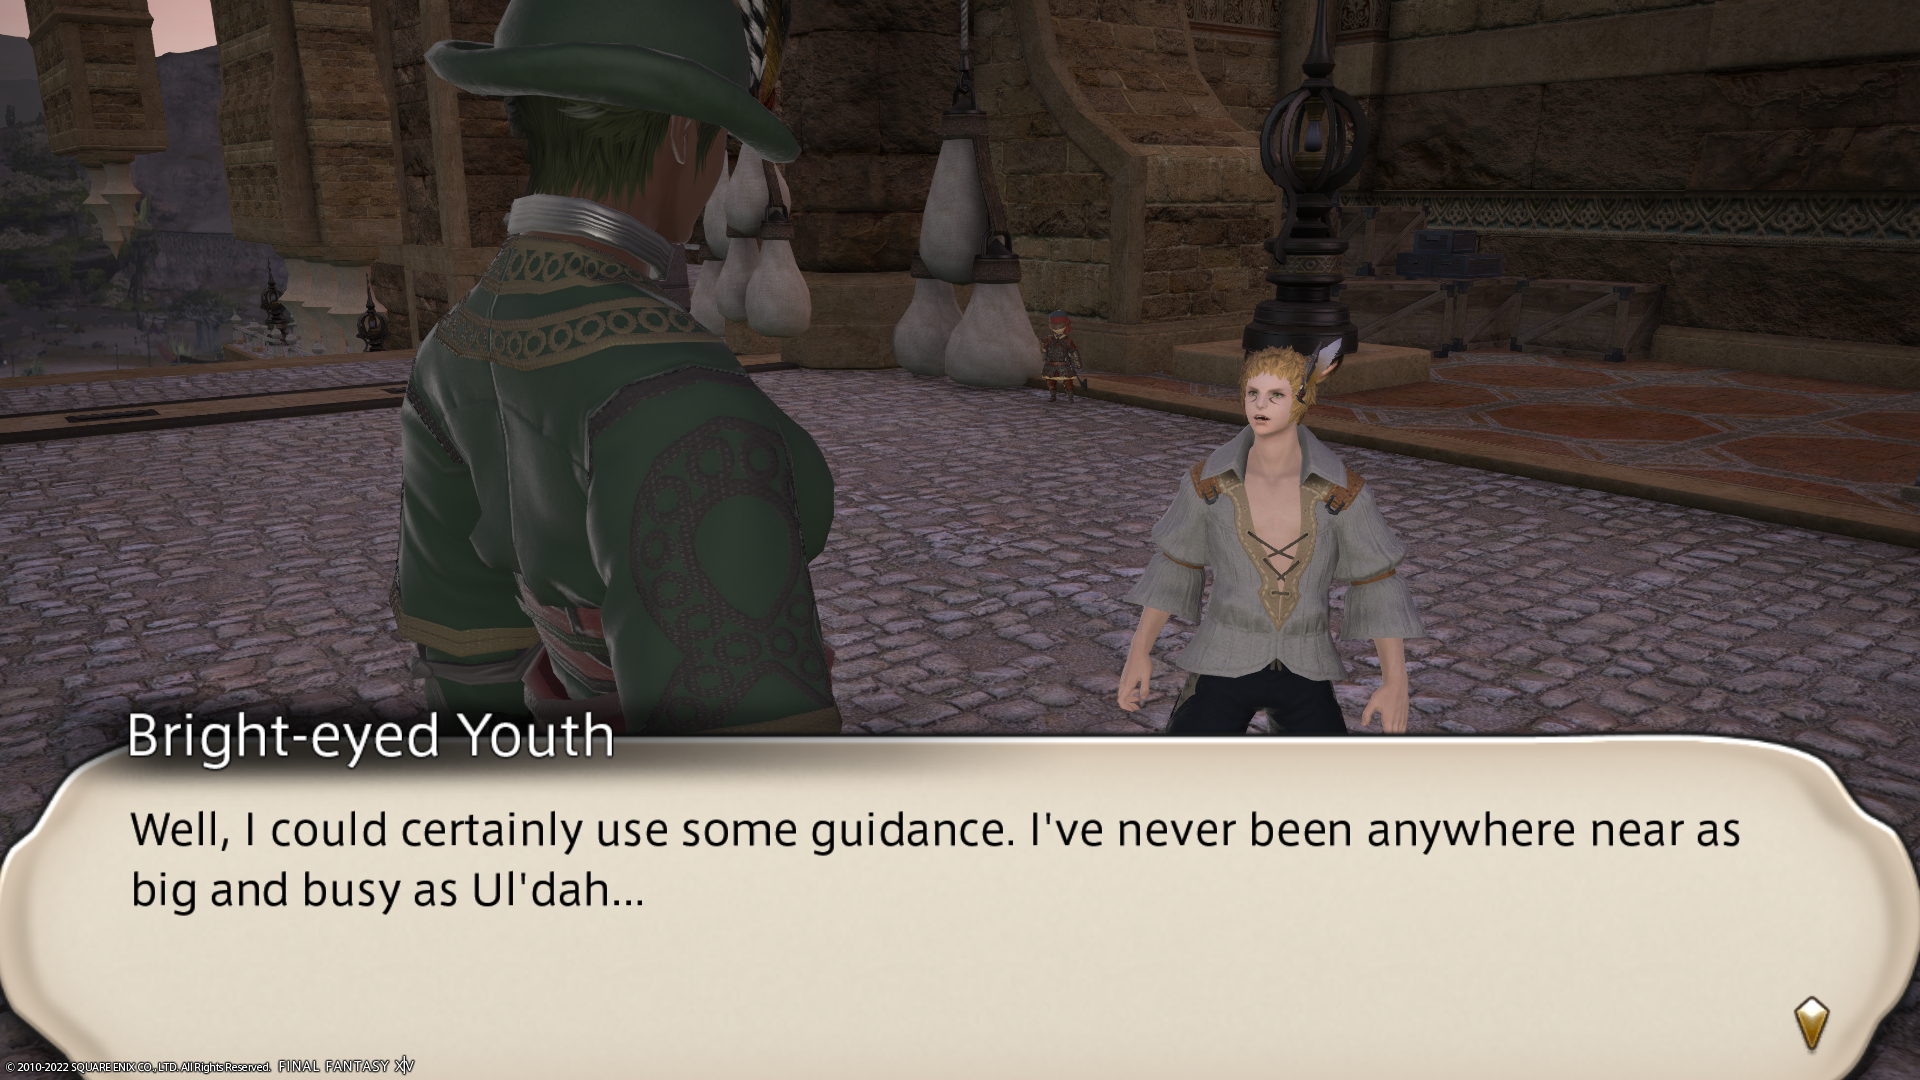 Bright-eyed Youth
Well, I could certainly use some guidance. I've never been anywhere near as
big and busy as Ul'dah...
© 2010-2022 SQUARE ENIX CO., LTD. All Rights Reserved. FINAL FANTASY XIV